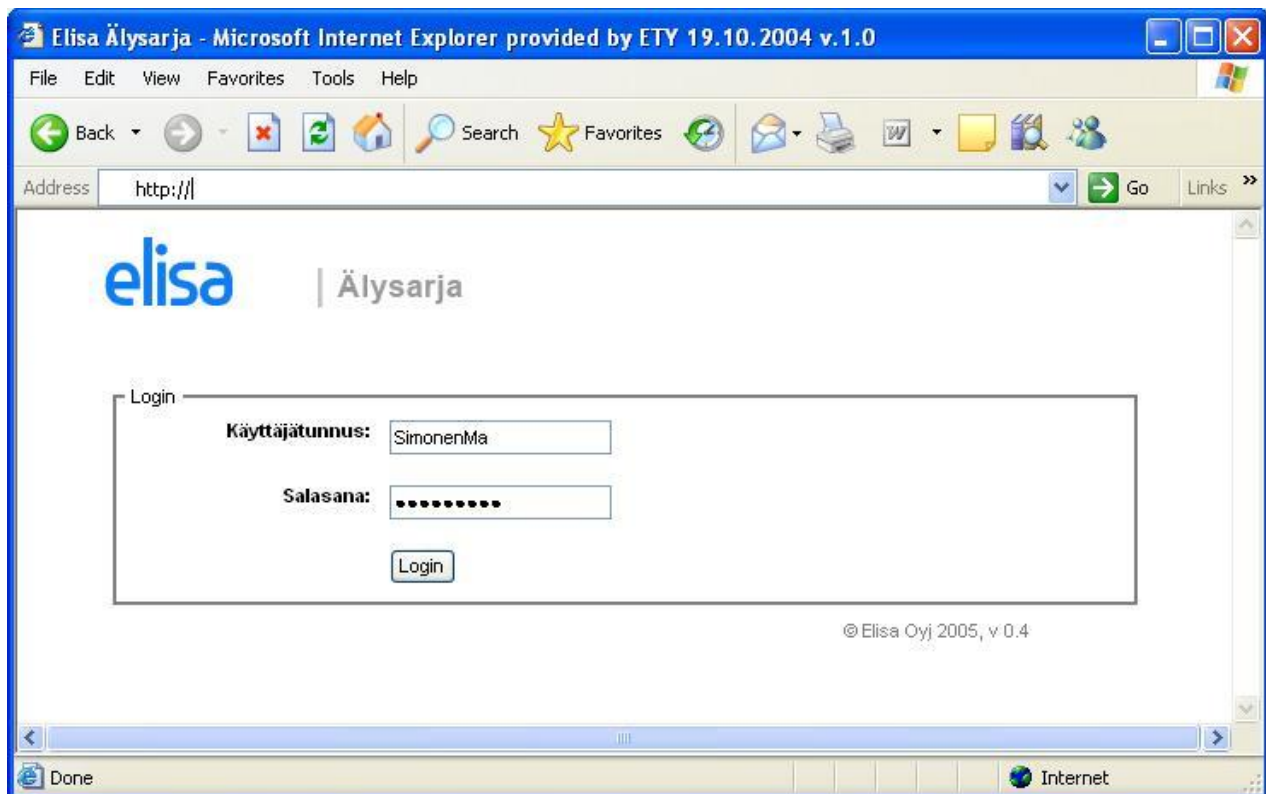 Elisa Älysarja - Microsoft Internet Explorer provided by ETY 19.10.2004 v.1.0
File Edit View Favorites Tools Help
Back Search Favorites W
Address http:// Go Links »
elisa | Älysarja
Login
Käyttäjätunnus: SimonenMa
Salasana: •••••••••
Login
© Elisa Oyj 2005, v 0.4
Done Internet